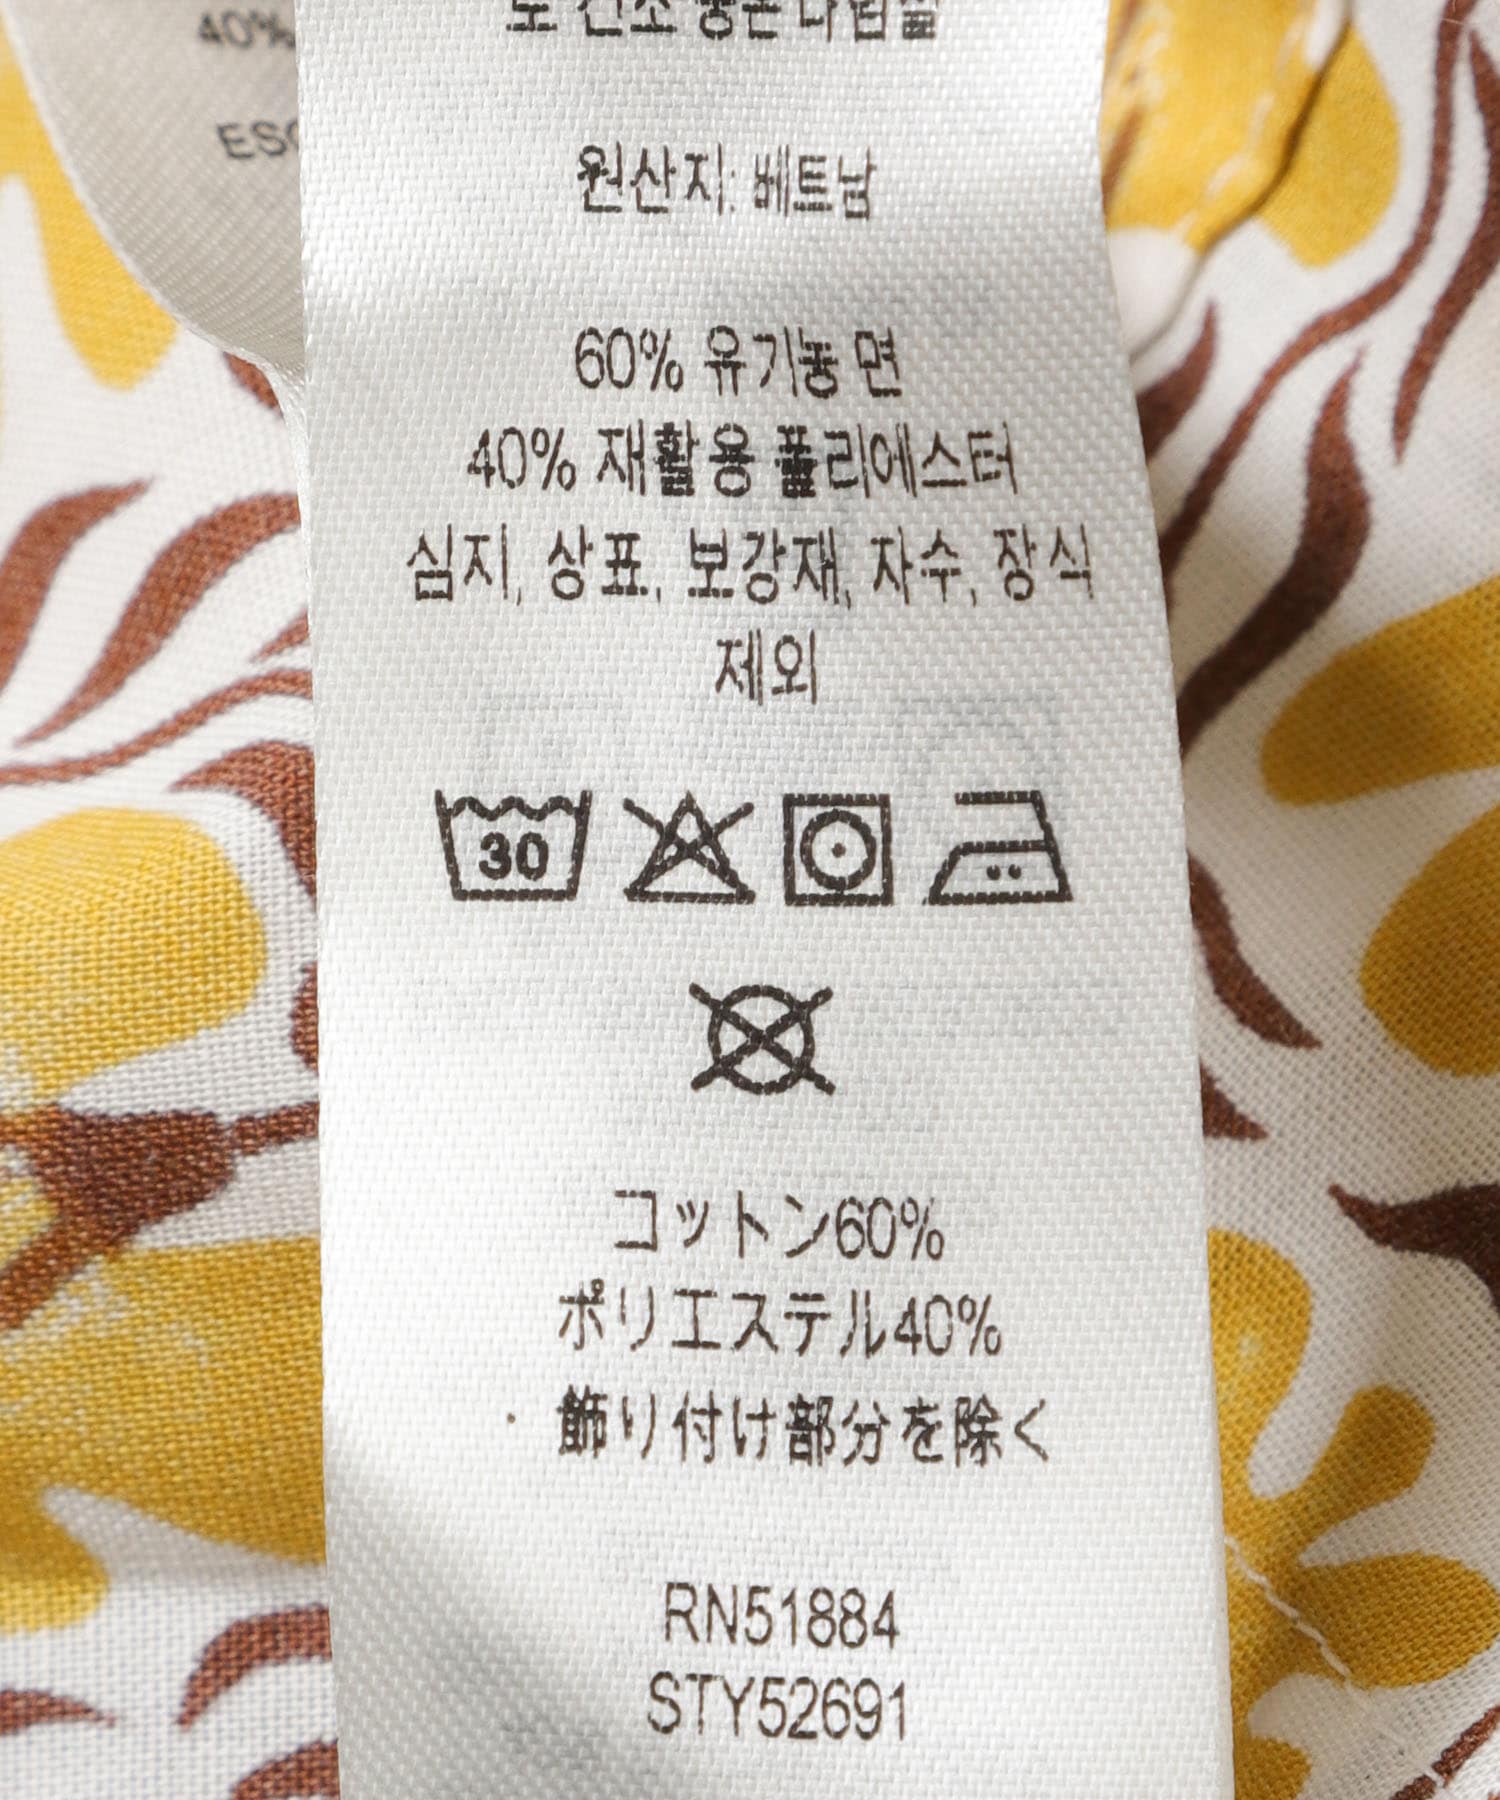 40%
원산지: 베트남
60% 유기농 면
40% 재활용 폴리에스터
심지, 상표, 보강재, 자수, 장식
제외
30
コットン60%
ポリエステル40%
飾り付け部分を除く
RN51884
STY52691